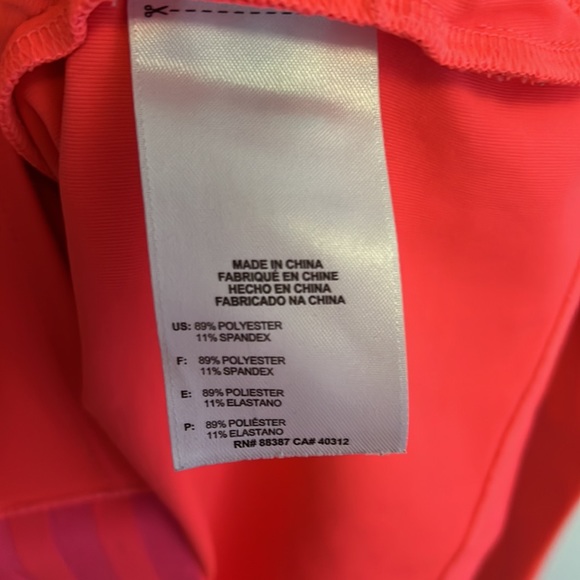 MADE IN CHINA
FABRIQUÉ EN CHINE
HECHO EN CHINA
FABRICADO NA CHINA
US: 89% POLYESTER
11% SPANDEX
F: 89% POLYESTER
11% SPANDEX
E: 89% POLIESTER
11% ELASTANO
P: 89% POLIÈSTER
11% ELASTANO
RN# 88387 CA# 40312